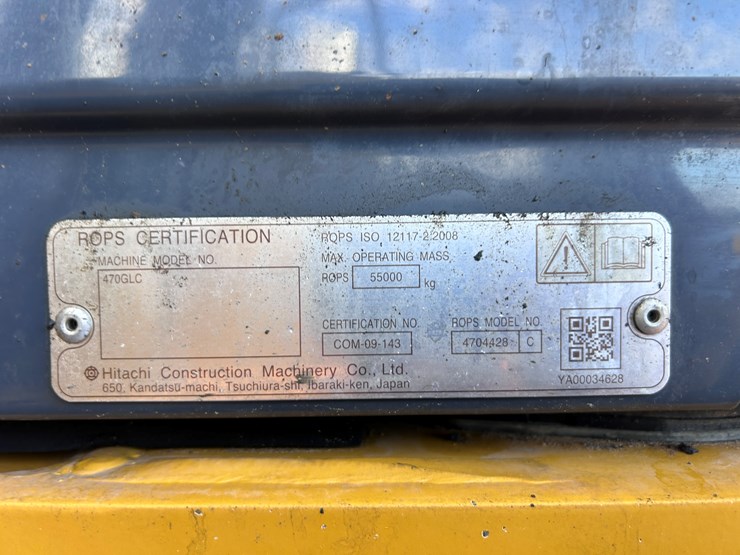 ROPS CERTIFICATION
MACHINE MODEL NO.
470GLC
ROPS ISO 12117-2:2008
MAX. OPERATING MASS
ROPS 55000 kg
CERTIFICATION NO.
COM-09-143
ROPS MODEL NO.
4704428 C
Hitachi Construction Machinery Co., Ltd.
650, Kandatsu-machi, Tsuchiura-shi, Ibaraki-ken, Japan
YA00034628